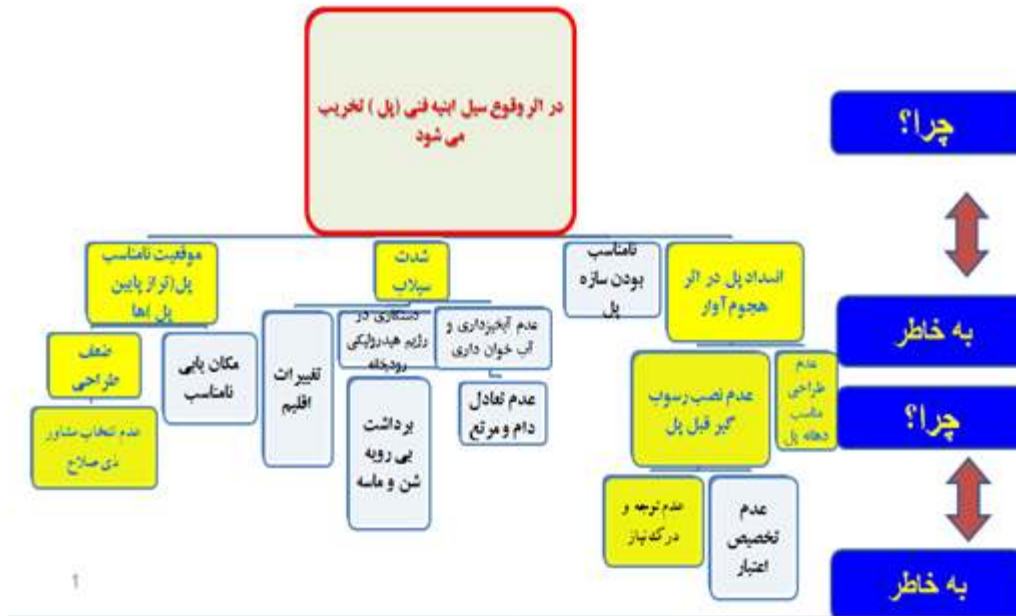 در اثر وقوع سیل ابنیه فنی (پل ) تخریب
می شود
چرا؟
به خاطر
چرا؟
به خاطر
انسداد پل در اثر
هجوم آوار
نامناسب
بودن سازه
پل
شدت
سیلاب
موقعیت نامناسب
پل(تراز پایین
پل )ها
عدم
طراحی
مناسب
دهانه پل
عدم نصب رسوب
گیر قبل پل
عدم آبخیزداری و
آب خوان داری
دستکاری در
رژیم هیدرولیکی
رودخانه
تغییرات
اقلیم
مکان یابی
نامناسب
ضعف
طراحی
عدم تعادل
دام و مرتع
برداشت
بی رویه
شن و ماسه
عدم انتخاب مشاور
ذی صلاح
عدم
تخصیص
اعتبار
عدم توجه و
درک نیاز
1